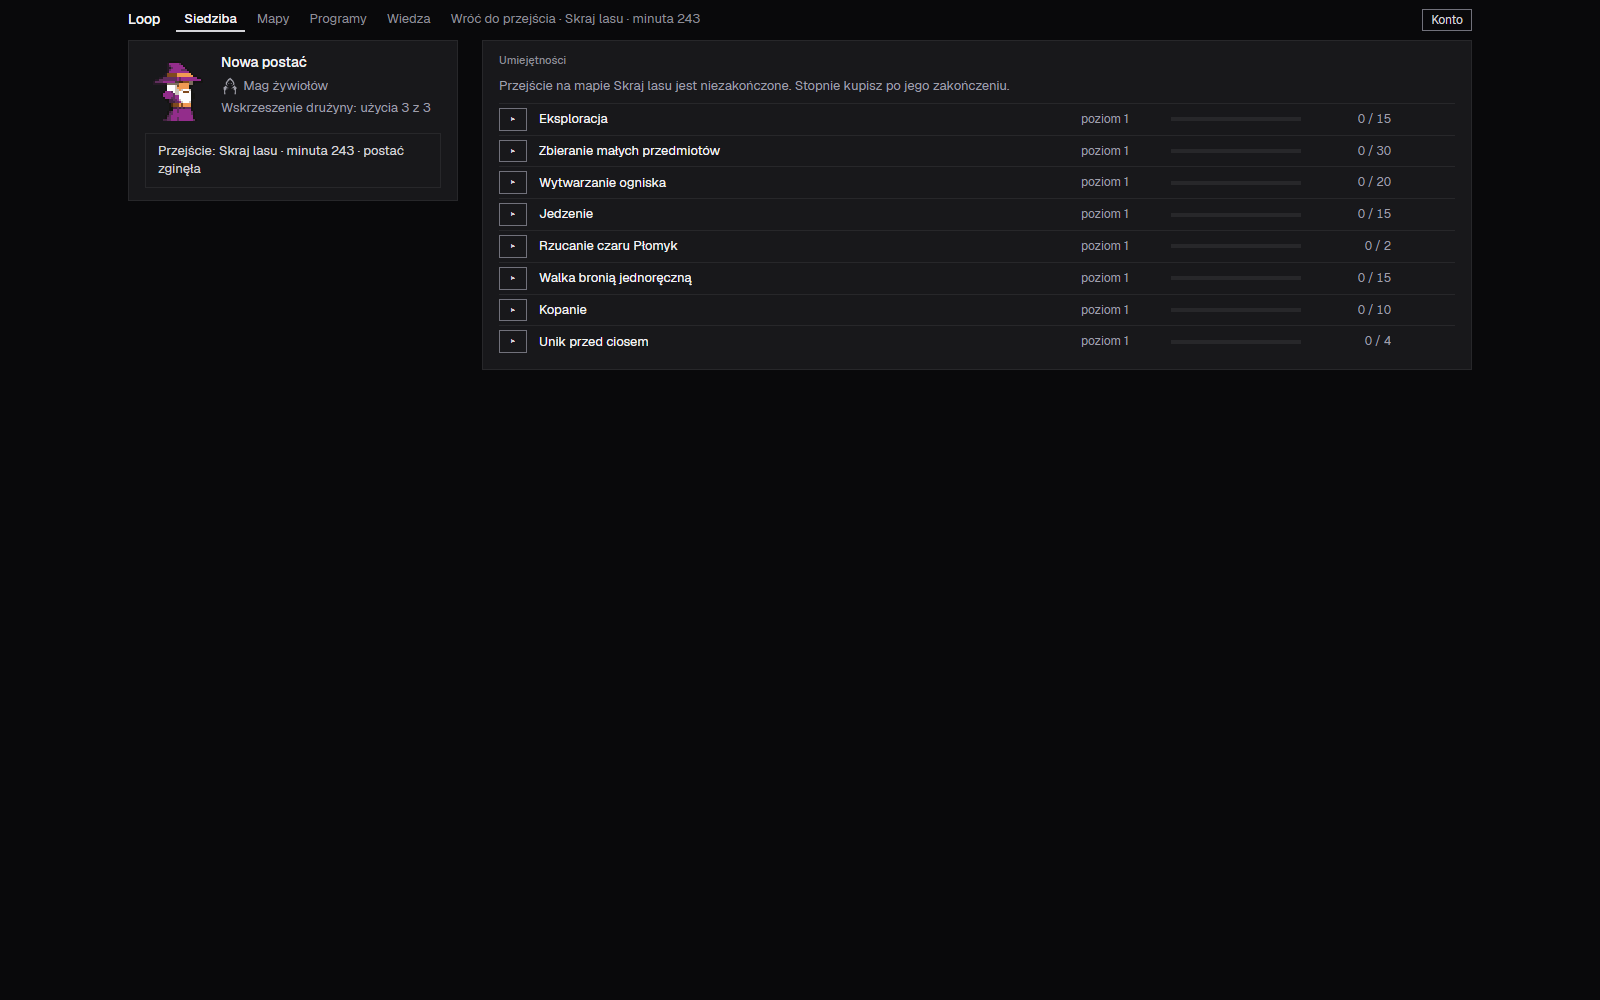 Loop Siedziba Mapy Programy Wiedza Wróć do przejścia · Skraj lasu · minuta 243 Konto
Nowa postać
Mag żywiołów
Wskrzeszenie drużyny: użycia 3 z 3
Przejście: Skraj lasu · minuta 243 · postać
zginęła
Umiejętności
Przejście na mapie Skraj lasu jest niezakończone. Stopnie kupisz po jego zakończeniu.
Eksploracja poziom 1 0 / 15
Zbieranie małych przedmiotów poziom 1 0 / 30
Wytwarzanie ogniska poziom 1 0 / 20
Jedzenie poziom 1 0 / 15
Rzucanie czaru Płomyk poziom 1 0 / 2
Walka bronią jednoręczną poziom 1 0 / 15
Kopanie poziom 1 0 / 10
Unik przed ciosem poziom 1 0 / 4